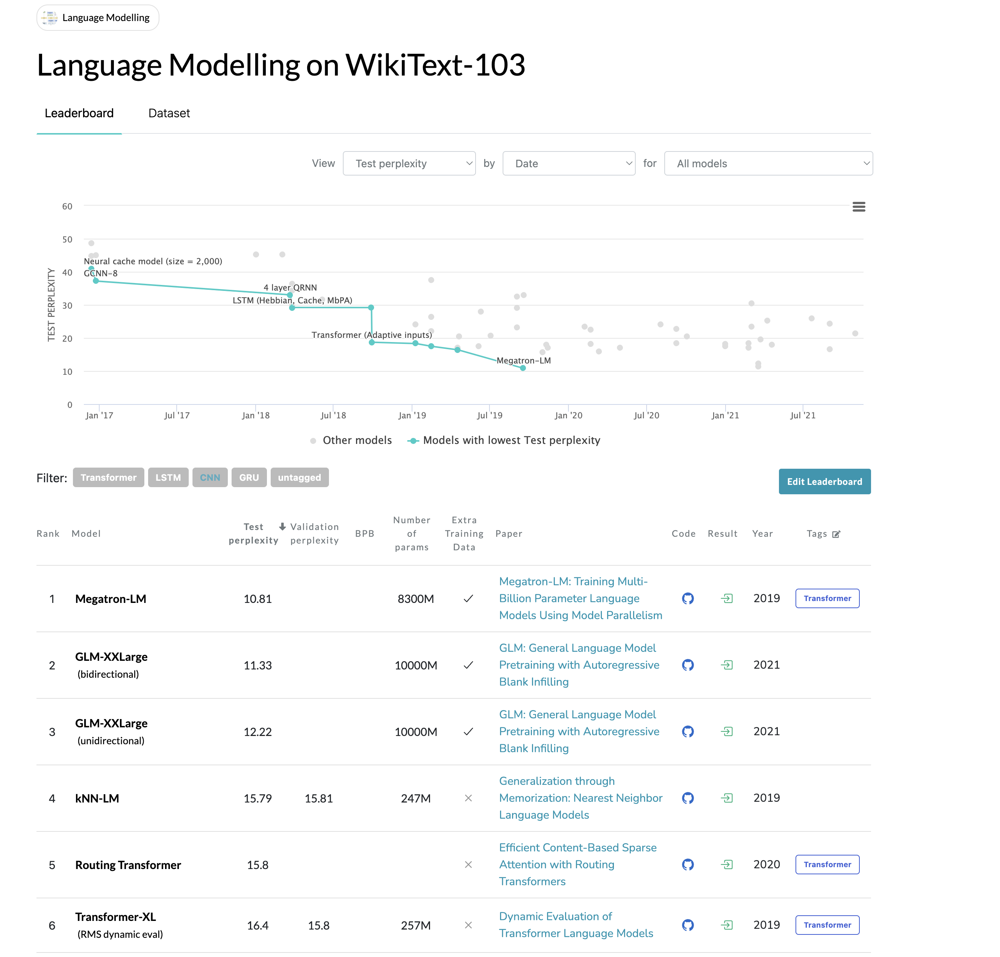 Language Modelling
Language Modelling on WikiText-103
Leaderboard Dataset
View Test perplexity by Date for All models
60
50
40
30
20
10
0
TEST PERPLEXITY
Neural cache model (size = 2,000)
GCNN-8
4 layer QRNN
LSTM (Hebbian, Cache, MbPA)
Transformer (Adaptive inputs)
Megatron-LM
Jan '17 Jul '17 Jan '18 Jul '18 Jan '19 Jul '19 Jan '20 Jul '20 Jan '21 Jul '21
Other models Models with lowest Test perplexity
Filter: Transformer LSTM CNN GRU untagged
Edit Leaderboard
Rank Model Test perplexity Validation perplexity BPB Number of params Extra Training Data Paper Code Result Year Tags
1 Megatron-LM 10.81 8300M ✓ Megatron-LM: Training Multi-
Billion Parameter Language
Models Using Model Parallelism
2019 Transformer
2 GLM-XXLarge
(bidirectional)
11.33 10000M ✓ GLM: General Language Model
Pretraining with Autoregressive
Blank Infilling
2021
3 GLM-XXLarge
(unidirectional)
12.22 10000M ✓ GLM: General Language Model
Pretraining with Autoregressive
Blank Infilling
2021
4 kNN-LM 15.79 15.81 247M × Generalization through
Memorization: Nearest Neighbor
Language Models
2019
5 Routing Transformer 15.8 × Efficient Content-Based Sparse
Attention with Routing
Transformers
2020 Transformer
6 Transformer-XL
(RMS dynamic eval)
16.4 15.8 257M × Dynamic Evaluation of
Transformer Language Models
2019 Transformer